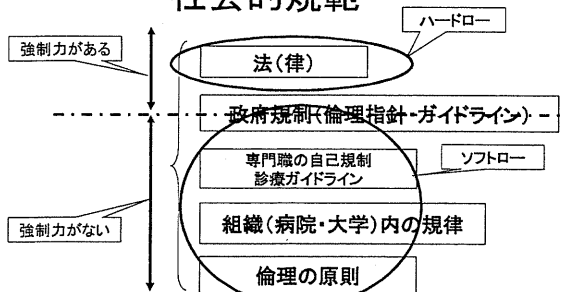 社会的規範
ハードロー
強制力がある
法(律)
政府規制(倫理指針・ガイドライン)
専門職の自己規制
診療ガイドライン
ソフトロー
組織(病院・大学)内の規律
強制力がない
倫理の原則